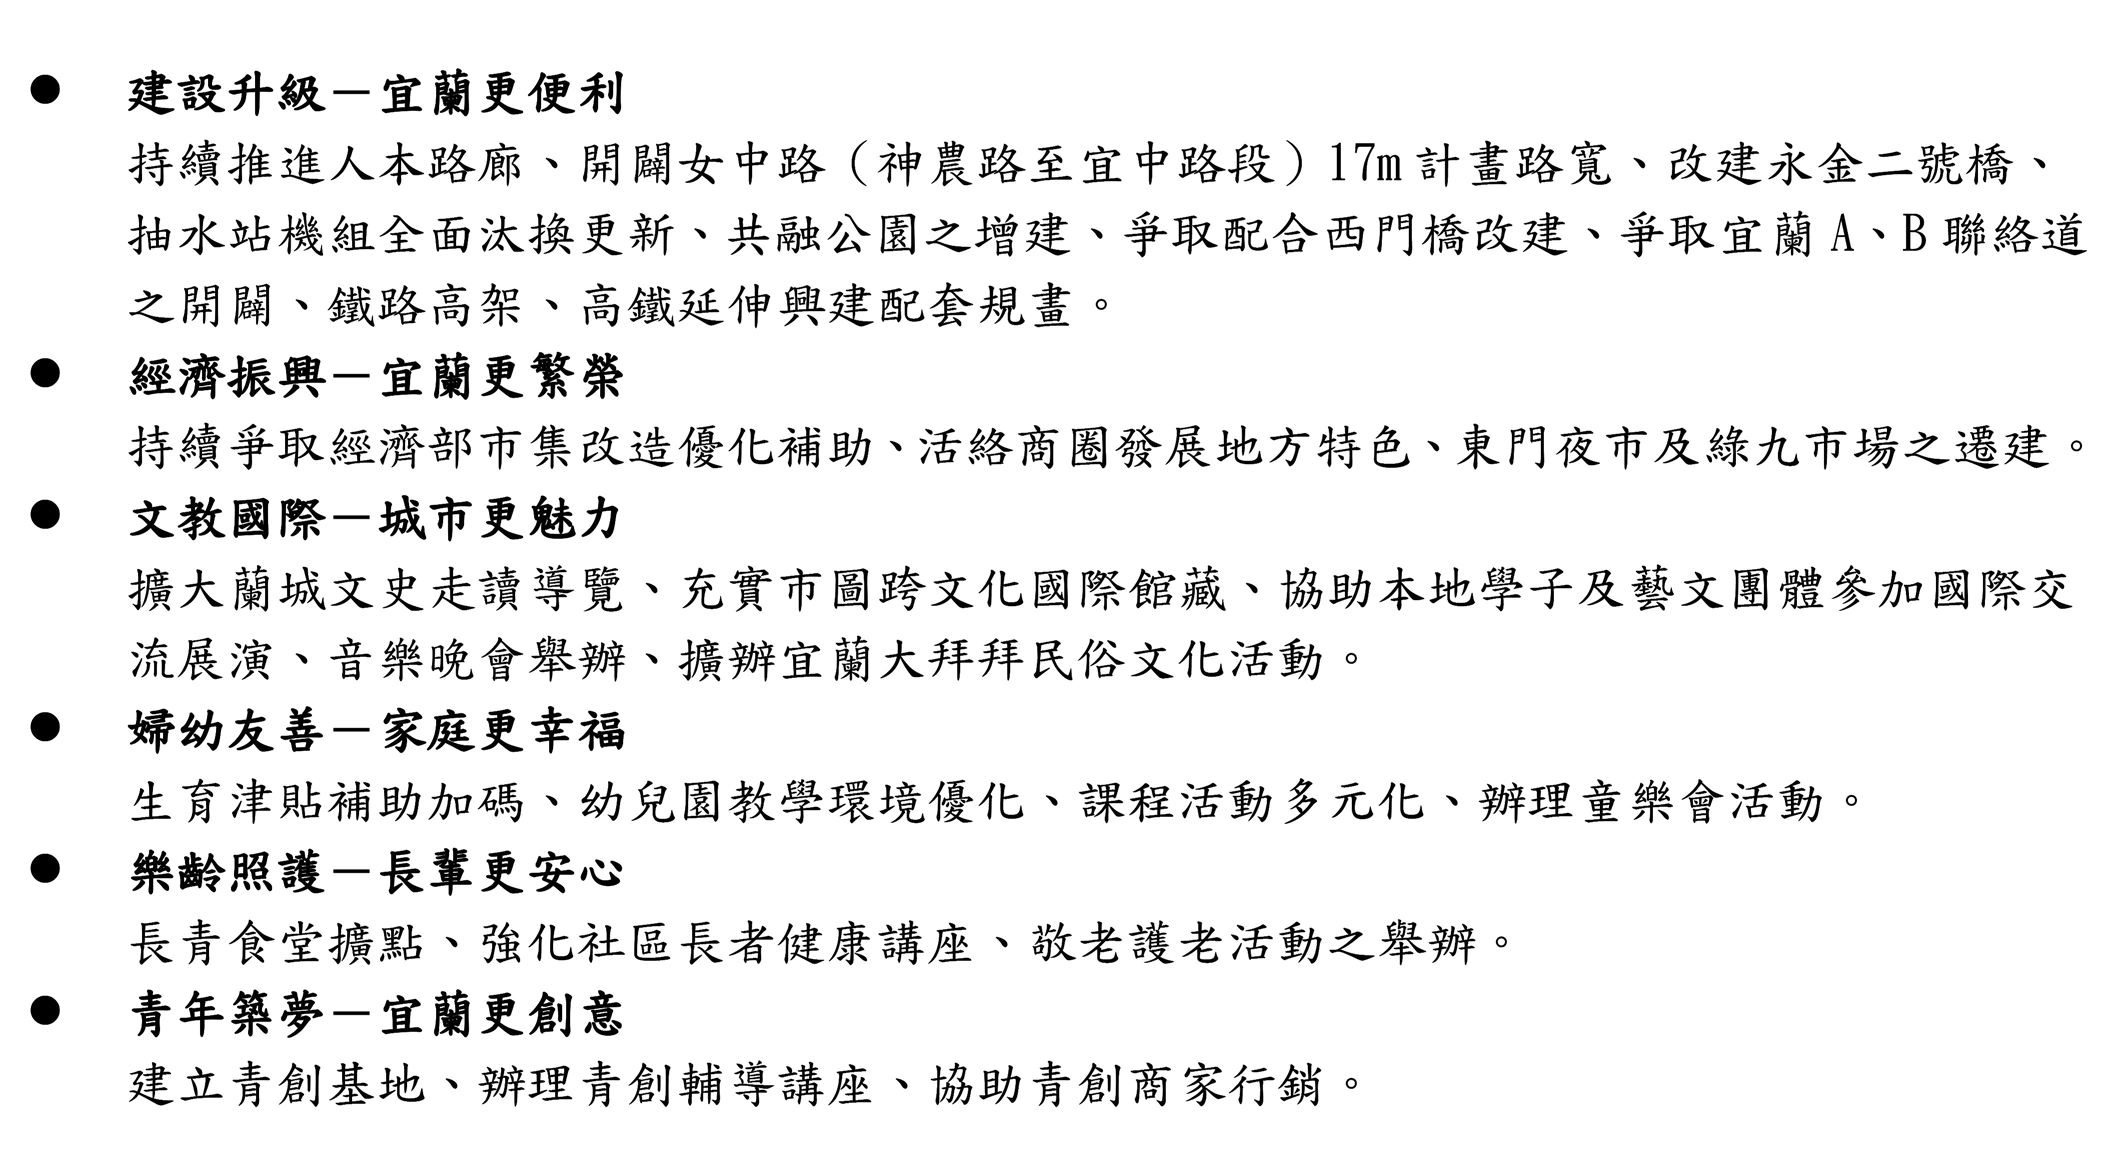 ● 建設升級－宜蘭更便利
持續推進人本路廊、開闢女中路（神農路至宜中路段）17m計畫路寬、改建永金二號橋、
抽水站機組全面汰換更新、共融公園之增建、爭取配合西門橋改建、爭取宜蘭A、B聯絡道
之開闢、鐵路高架、高鐵延伸興建配套規畫。
● 經濟振興－宜蘭更繁榮
持續爭取經濟部市集改造優化補助、活絡商圈發展地方特色、東門夜市及綠九市場之遷建。
● 文教國際－城市更魅力
擴大蘭城文史走讀導覽、充實市圖跨文化國際館藏、協助本地學子及藝文團體參加國際交
流展演、音樂晚會舉辦、擴辦宜蘭大拜拜民俗文化活動。
● 婦幼友善－家庭更幸福
生育津貼補助加碼、幼兒園教學環境優化、課程活動多元化、辦理童樂會活動。
● 樂齡照護－長輩更安心
長青食堂擴點、強化社區長者健康講座、敬老護老活動之舉辦。
● 青年築夢－宜蘭更創意
建立青創基地、辦理青創輔導講座、協助青創商家行銷。